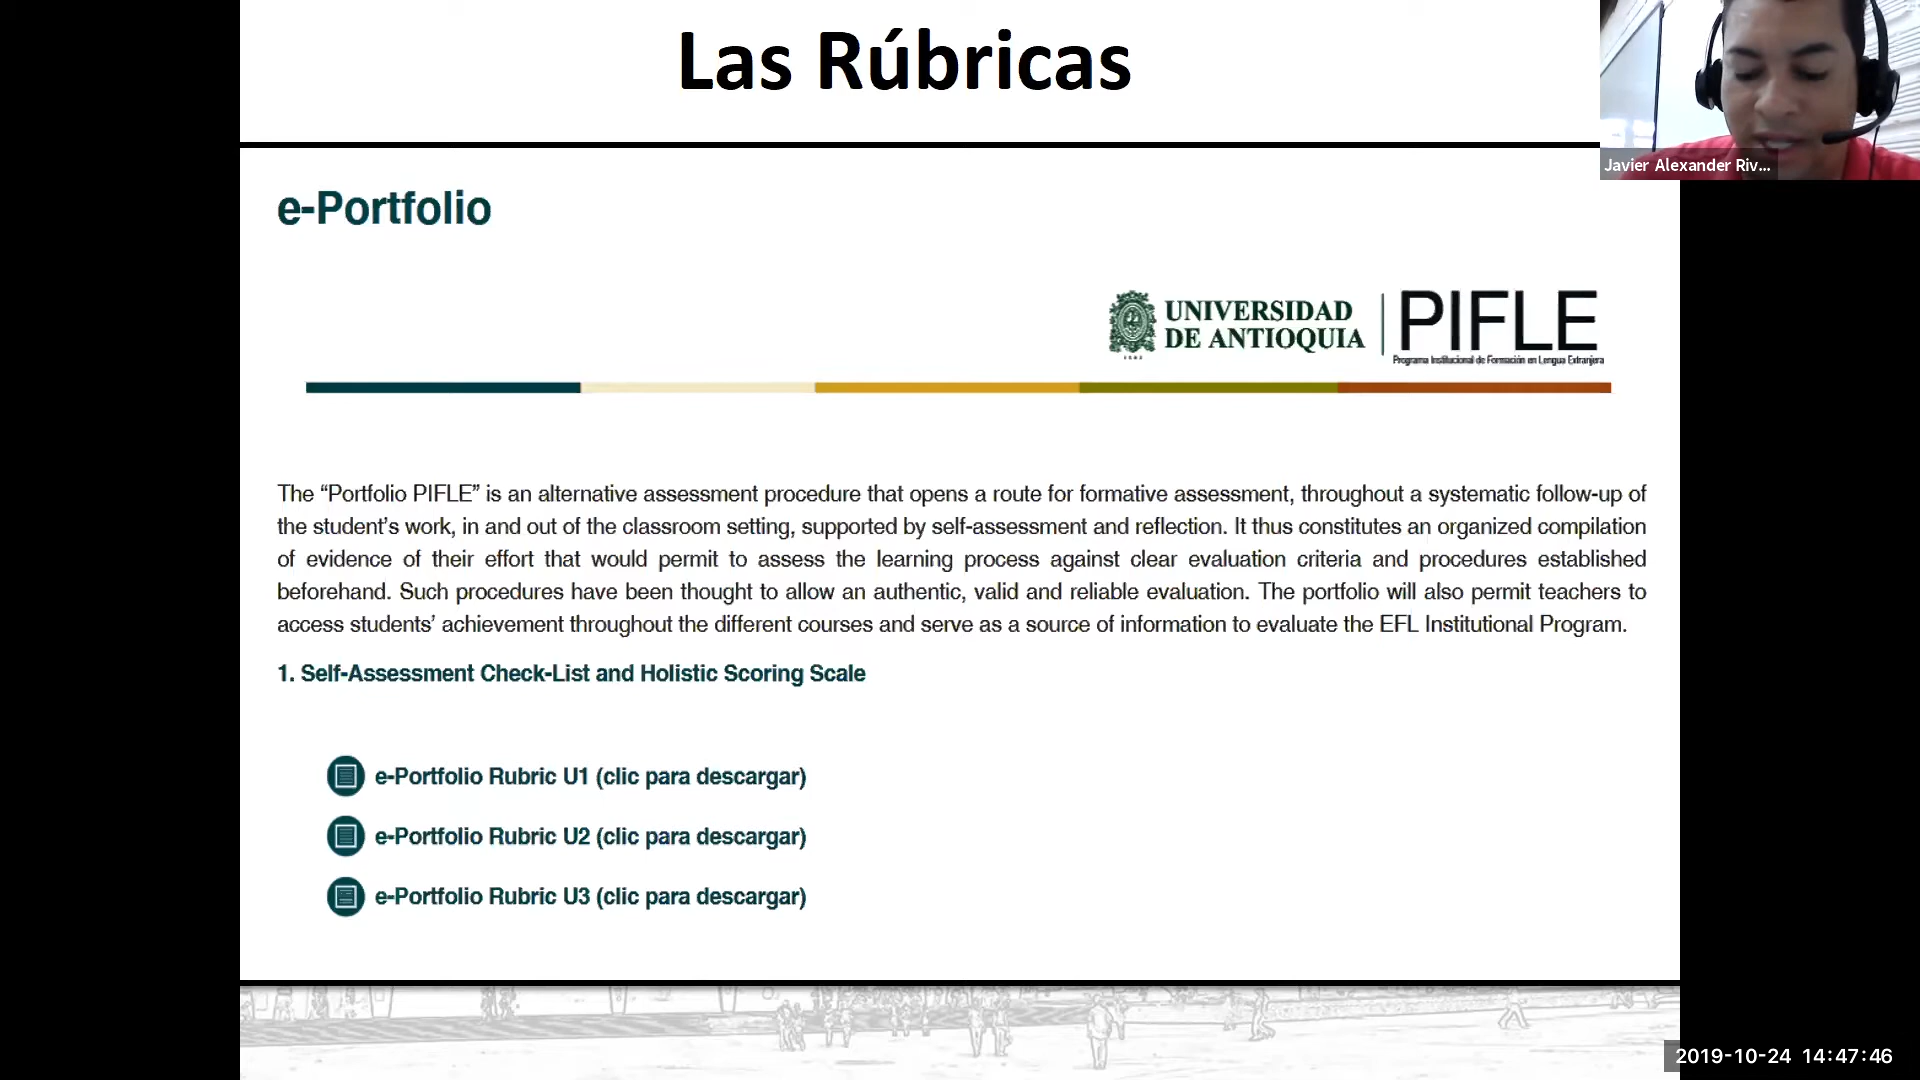 Las Rúbricas
Javier Alexander Riv...
e-Portfolio
UNIVERSIDAD
DE ANTIOQUIA
1803
PIFLE
Programa Institucional de Formación en Lengua Extranjera
The “Portfolio PIFLE” is an alternative assessment procedure that opens a route for formative assessment, throughout a systematic follow-up of
the student’s work, in and out of the classroom setting, supported by self-assessment and reflection. It thus constitutes an organized compilation
of evidence of their effort that would permit to assess the learning process against clear evaluation criteria and procedures established
beforehand. Such procedures have been thought to allow an authentic, valid and reliable evaluation. The portfolio will also permit teachers to
access students’ achievement throughout the different courses and serve as a source of information to evaluate the EFL Institutional Program.
1. Self-Assessment Check-List and Holistic Scoring Scale
e-Portfolio Rubric U1 (clic para descargar)
e-Portfolio Rubric U2 (clic para descargar)
e-Portfolio Rubric U3 (clic para descargar)
2019-10-24 14:47:46